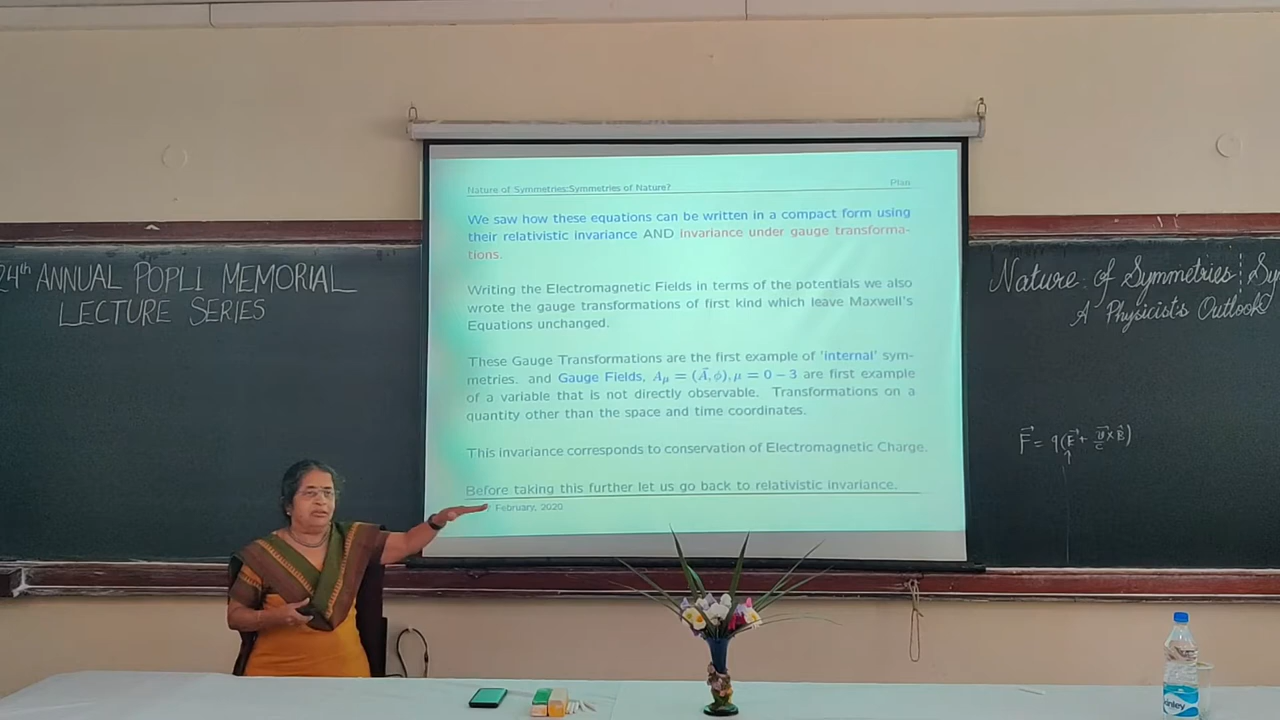 24th ANNUAL POPLI MEMORIAL
LECTURE SERIES
Nature of Symmetries:Symmetries of Nature?
Plan
We saw how these equations can be written in a compact form using
their relativistic invariance AND invariance under gauge transforma-
tions.
Writing the Electromagnetic Fields in terms of the potentials we also
wrote the gauge transformations of first kind which leave Maxwell's
Equations unchanged.
These Gauge Transformations are the first example of 'internal' sym-
metries. and Gauge Fields, Aμ = (A⃗, φ), μ = 0 − 3 are first example
of a variable that is not directly observable. Transformations on a
quantity other than the space and time coordinates.
This invariance corresponds to conservation of Electromagnetic Charge.
Before taking this further let us go back to relativistic invariance.
February, 2020
Nature of Symmetries: Sy
A Physicist's Outlook
F⃗ = q(E⃗ + v⃗/c × B⃗)
Kinley